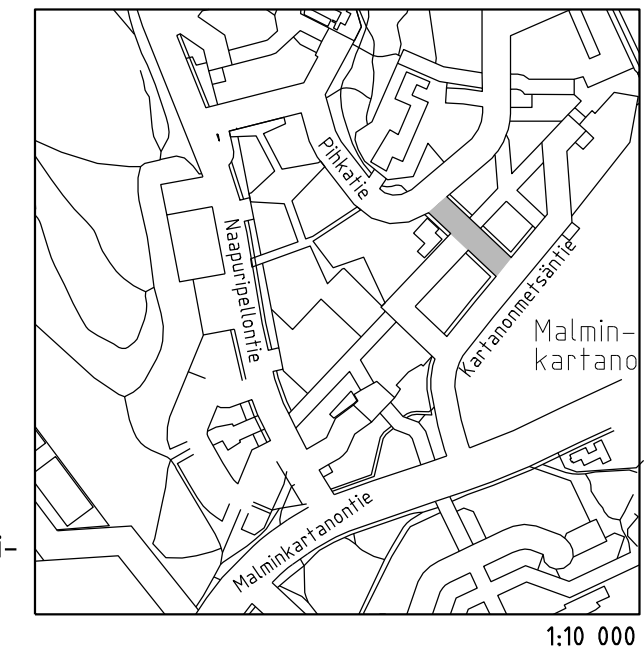 Pihkatie
Naapuripellontie
Kartanonmetsäntie
Malmin-
kartano
i-
Malminkartanontie
1:10 000